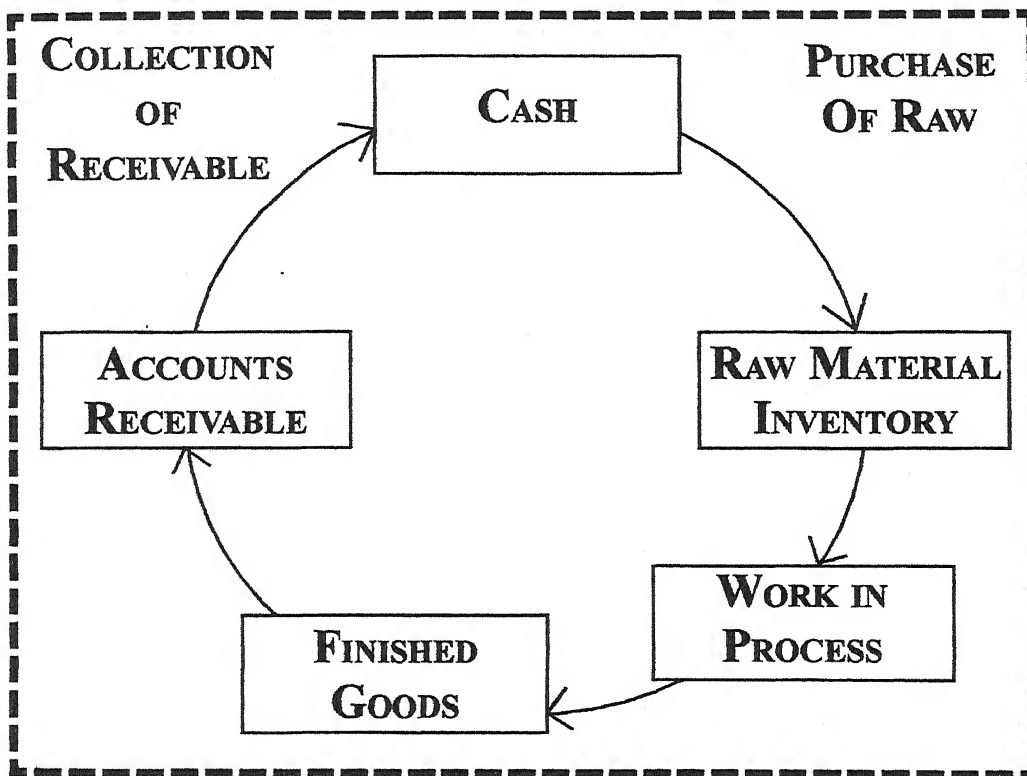 COLLECTION
OF
RECEIVABLE
CASH
PURCHASE
OF RAW
ACCOUNTS
RECEIVABLE
RAW MATERIAL
INVENTORY
WORK IN
PROCESS
FINISHED
GOODS